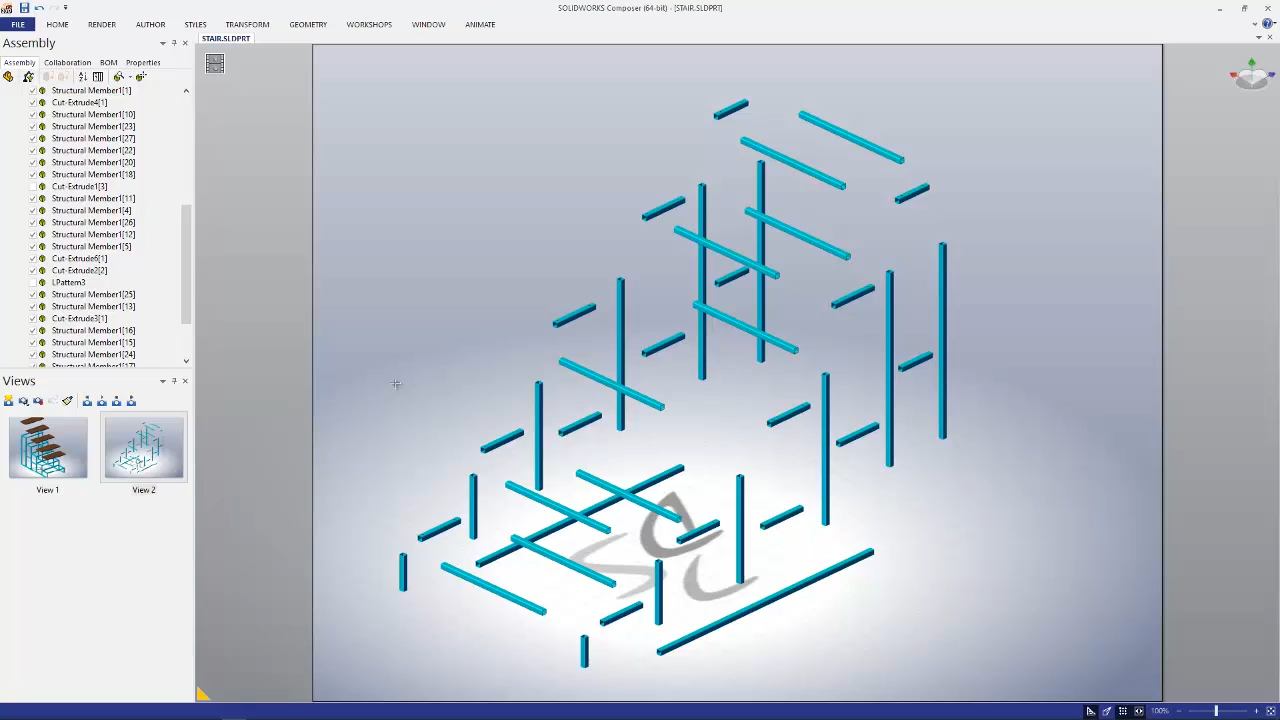 SOLIDWORKS Composer (64-bit) - [STAIR.SLDPRT]
FILE HOME RENDER AUTHOR STYLES TRANSFORM GEOMETRY WORKSHOPS WINDOW ANIMATE
Assembly
STAIR.SLDPRT
Assembly Collaboration BOM Properties
Structural Member1[1]
Cut-Extrude4[1]
Structural Member1[10]
Structural Member1[23]
Structural Member1[27]
Structural Member1[22]
Structural Member1[20]
Structural Member1[18]
Cut-Extrude1[3]
Structural Member1[11]
Structural Member1[4]
Structural Member1[26]
Structural Member1[12]
Structural Member1[5]
Cut-Extrude6[1]
Cut-Extrude2[2]
LPattern3
Structural Member1[25]
Structural Member1[13]
Cut-Extrude3[1]
Structural Member1[16]
Structural Member1[15]
Structural Member1[24]
Structural Member1[17]
Views
View 1 View 2
SAC
100%